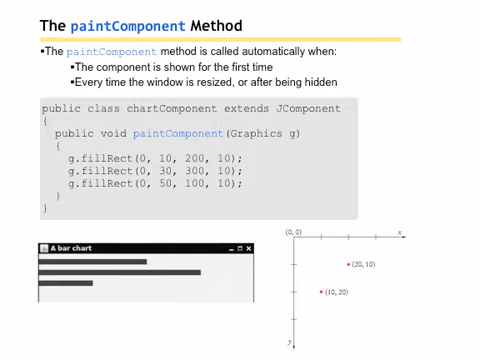 The paintComponent Method
▪The paintComponent method is called automatically when:
▪The component is shown for the first time
▪Every time the window is resized, or after being hidden
public class chartComponent extends JComponent
{
public void paintComponent(Graphics g)
{
g.fillRect(0, 10, 200, 10);
g.fillRect(0, 30, 300, 10);
g.fillRect(0, 50, 100, 10);
}
}
A bar chart
(0, 0)
x
(20, 10)
(10, 20)
y